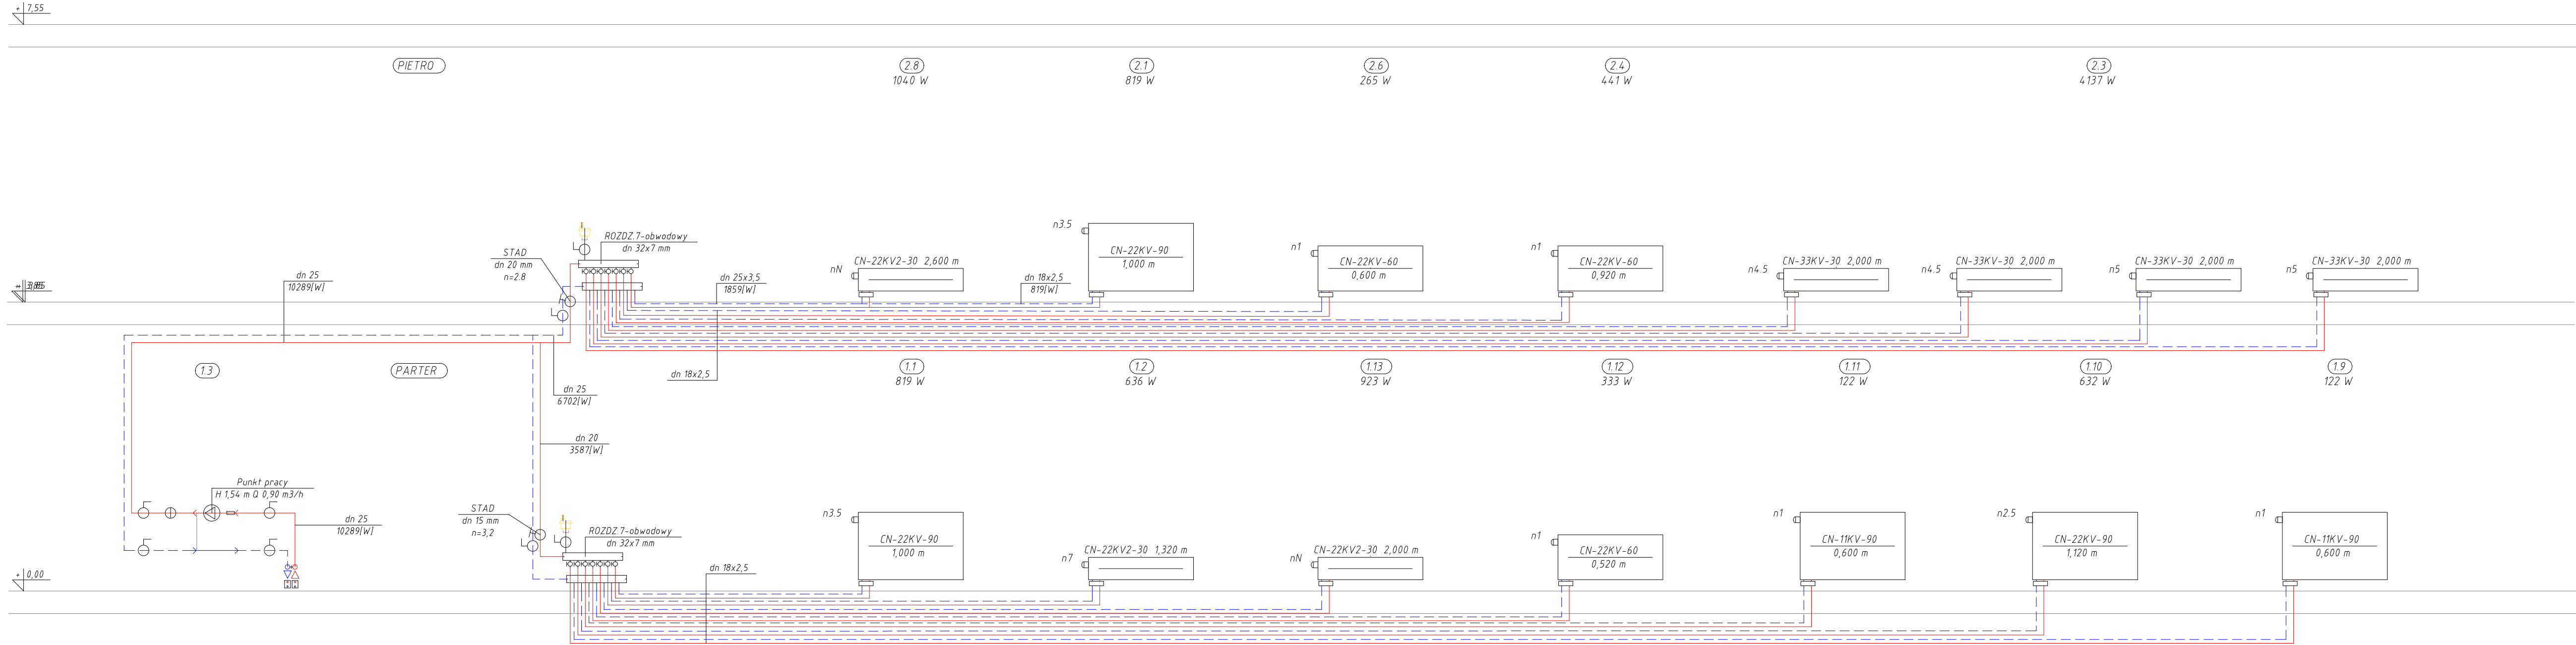 + 7,55
PIETRO
2.8
1040 W
2.1
819 W
2.6
265 W
2.4
441 W
2.3
4137 W
ROZDZ.7-obwodowy
dn 32x7 mm
STAD
dn 20 mm
n=2.8
dn 25
10289[W]
dn 25x3,5
1859[W]
dn 18x2,5
819[W]
nN
CN-22KV2-30 2,600 m
n3.5
CN-22KV-90
1,000 m
n1
CN-22KV-60
0,600 m
n1
CN-22KV-60
0,920 m
n4.5
CN-33KV-30 2,000 m
n4.5
CN-33KV-30 2,000 m
n5
CN-33KV-30 2,000 m
n5
CN-33KV-30 2,000 m
1.3
PARTER
dn 18x2,5
1.1
819 W
1.2
636 W
1.13
923 W
1.12
333 W
1.11
122 W
1.10
632 W
1.9
122 W
dn 25
6702[W]
dn 20
3587[W]
Punkt pracy
H 1,54 m Q 0,90 m3/h
dn 25
10289[W]
STAD
dn 15 mm
n=3,2
ROZDZ.7-obwodowy
dn 32x7 mm
dn 18x2,5
n3.5
CN-22KV-90
1,000 m
n7
CN-22KV2-30 1,320 m
nN
CN-22KV2-30 2,000 m
n1
CN-22KV-60
0,520 m
n1
CN-11KV-90
0,600 m
n2.5
CN-22KV-90
1,120 m
n1
CN-11KV-90
0,600 m
+ 0,00